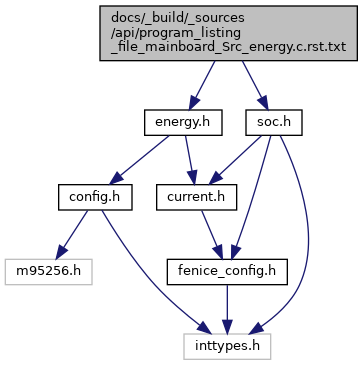 docs/_build/_sources
/api/program_listing
_file_mainboard_Src_energy.c.rst.txt
energy.h
soc.h
config.h
current.h
m95256.h
fenice_config.h
inttypes.h